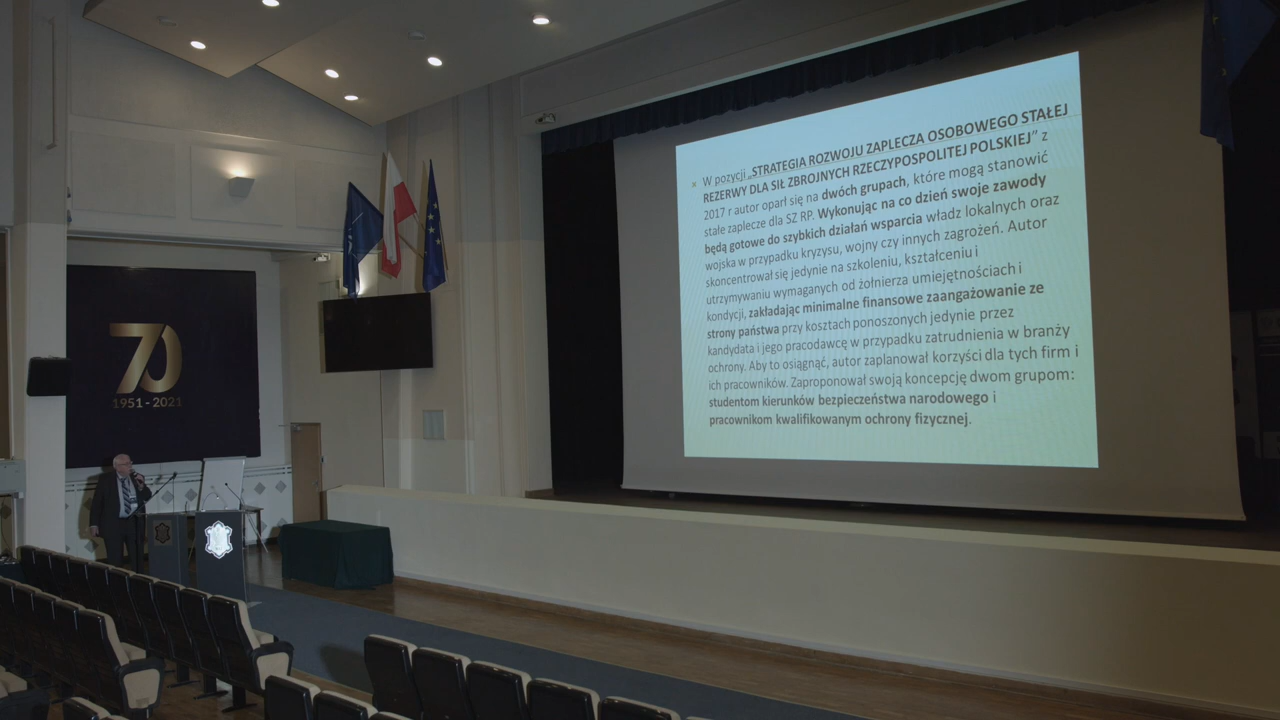 W pozycji „STRATEGIA ROZWOJU ZAPLECZA OSOBOWEGO STAŁEJ
REZERWY DLA SIŁ ZBROJNYCH RZECZYPOSPOLITEJ POLSKIEJ” z
2017 r autor oparł się na dwóch grupach, które mogą stanowić
stałe zaplecze dla SZ RP. Wykonując na co dzień swoje zawody
będą gotowe do szybkich działań wsparcia władz lokalnych oraz
wojska w przypadku kryzysu, wojny czy innych zagrożeń. Autor
skoncentrował się jedynie na szkoleniu, kształceniu i
utrzymywaniu wymaganych od żołnierza umiejętnościach i
kondycji, zakładając minimalne finansowe zaangażowanie ze
strony państwa przy kosztach ponoszonych jedynie przez
kandydata i jego pracodawcę w przypadku zatrudnienia w branży
ochrony. Aby to osiągnąć, autor zaplanował korzyści dla tych firm i
ich pracowników. Zaproponował swoją koncepcję dwom grupom:
studentom kierunków bezpieczeństwa narodowego i
pracownikom kwalifikowanym ochrony fizycznej.
70
1951 - 2021